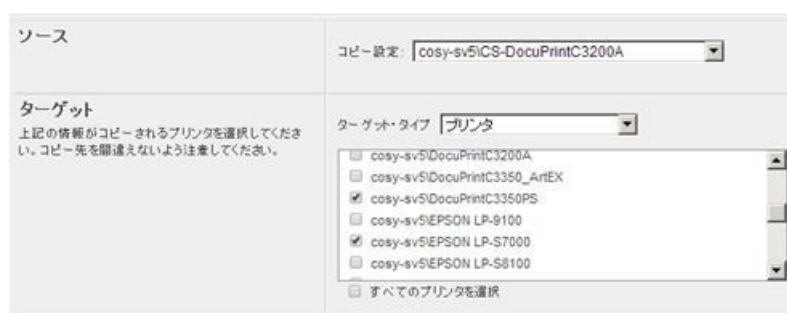 ソース
コピー設定: cosy-sv5\CS-DocuPrintC3200A
ターゲット
上記の情報がコピーされるプリンタを選択してくださ
い。コピー先を間違えないよう注意してください。
ターゲット・タイプ プリンタ
cosy-sv5\DocuPrintC3200A
cosy-sv5\DocuPrintC3350_ArtEX
cosy-sv5\DocuPrintC3350PS
cosy-sv5\EPSON LP-9100
cosy-sv5\EPSON LP-S7000
cosy-sv5\EPSON LP-S8100
すべてのプリンタを選択